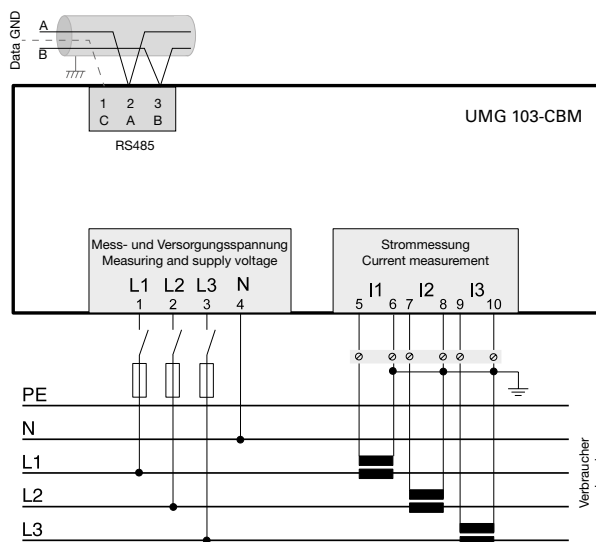 Data GND
A
B
1 2 3
C A B
RS485
UMG 103-CBM
Mess- und Versorgungsspannung
Measuring and supply voltage
L1 L2 L3 N
1 2 3 4
Strommessung
Current measurement
I1 I2 I3
5 6 7 8 9 10
PE
N
L1
L2
L3
Verbraucher